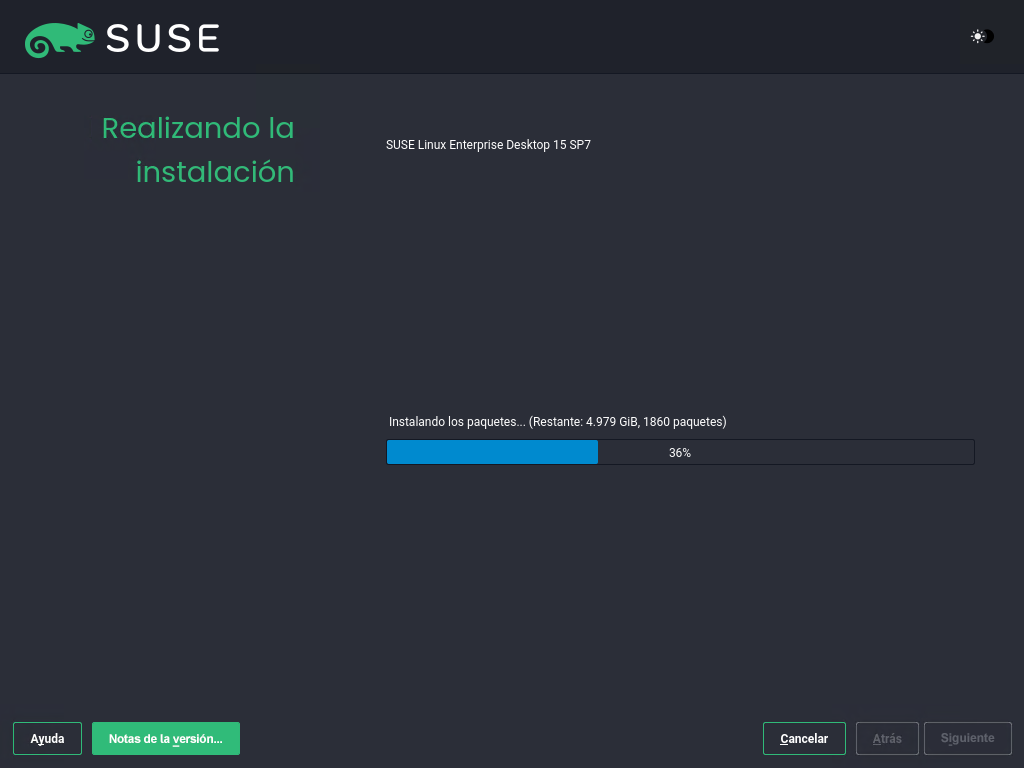 SUSE
Realizando la
instalación
SUSE Linux Enterprise Desktop 15 SP7
Instalando los paquetes... (Restante: 4.979 GiB, 1860 paquetes)
36%
Ayuda
Notas de la versión...
Cancelar
Atrás
Siguiente